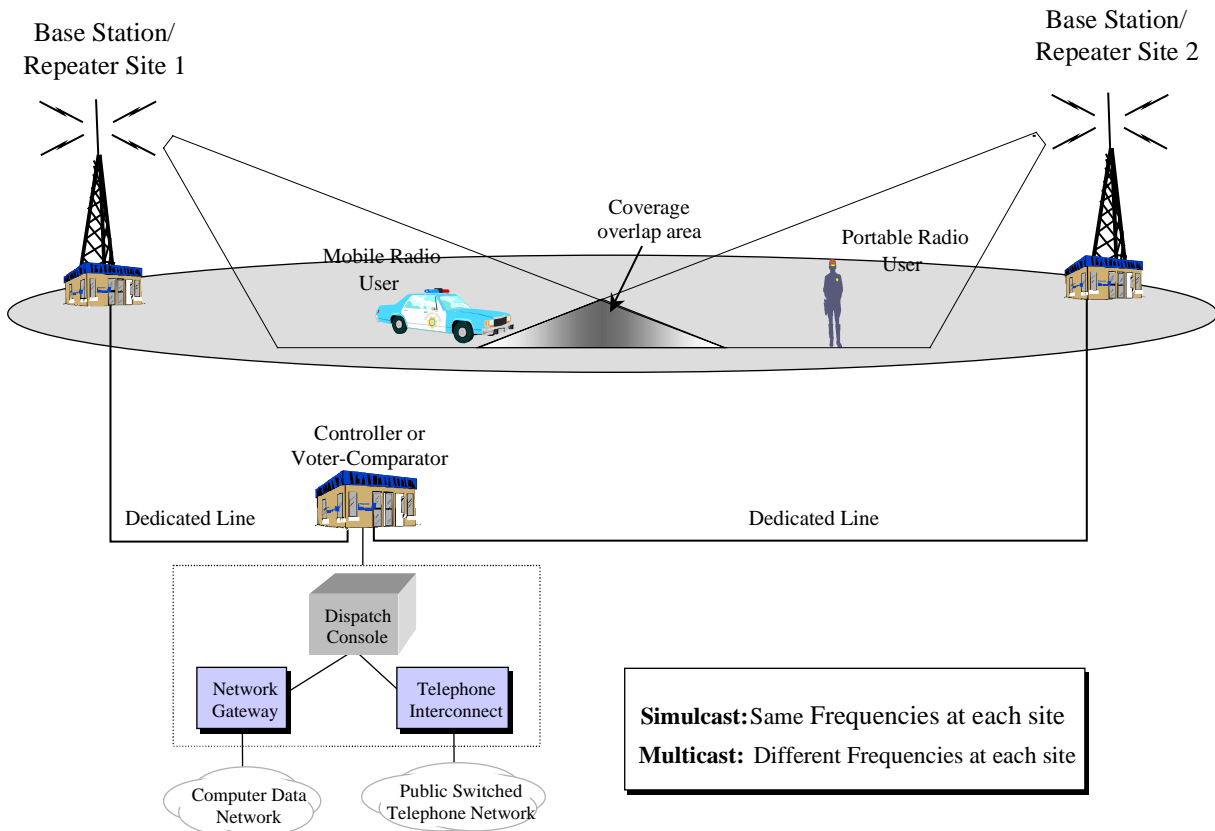 Base Station/
Repeater Site 1
Base Station/
Repeater Site 2
Coverage
overlap area
Mobile Radio
User
Portable Radio
User
Controller or
Voter-Comparator
Dedicated Line
Dedicated Line
Dispatch
Console
Network
Gateway
Telephone
Interconnect
Computer Data
Network
Public Switched
Telephone Network
Simulcast: Same Frequencies at each site
Multicast: Different Frequencies at each site